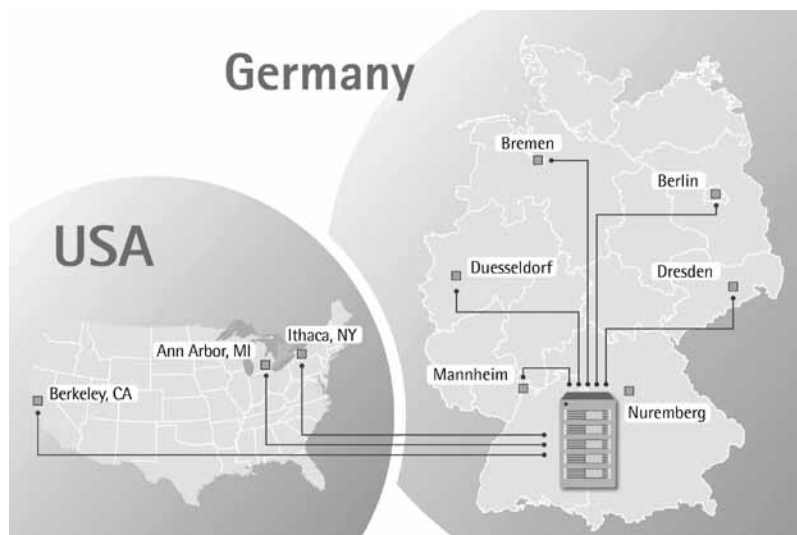 Germany
Bremen
Berlin
USA
Duesseldorf
Dresden
Ithaca, NY
Ann Arbor, MI
Mannheim
Berkeley, CA
Nuremberg